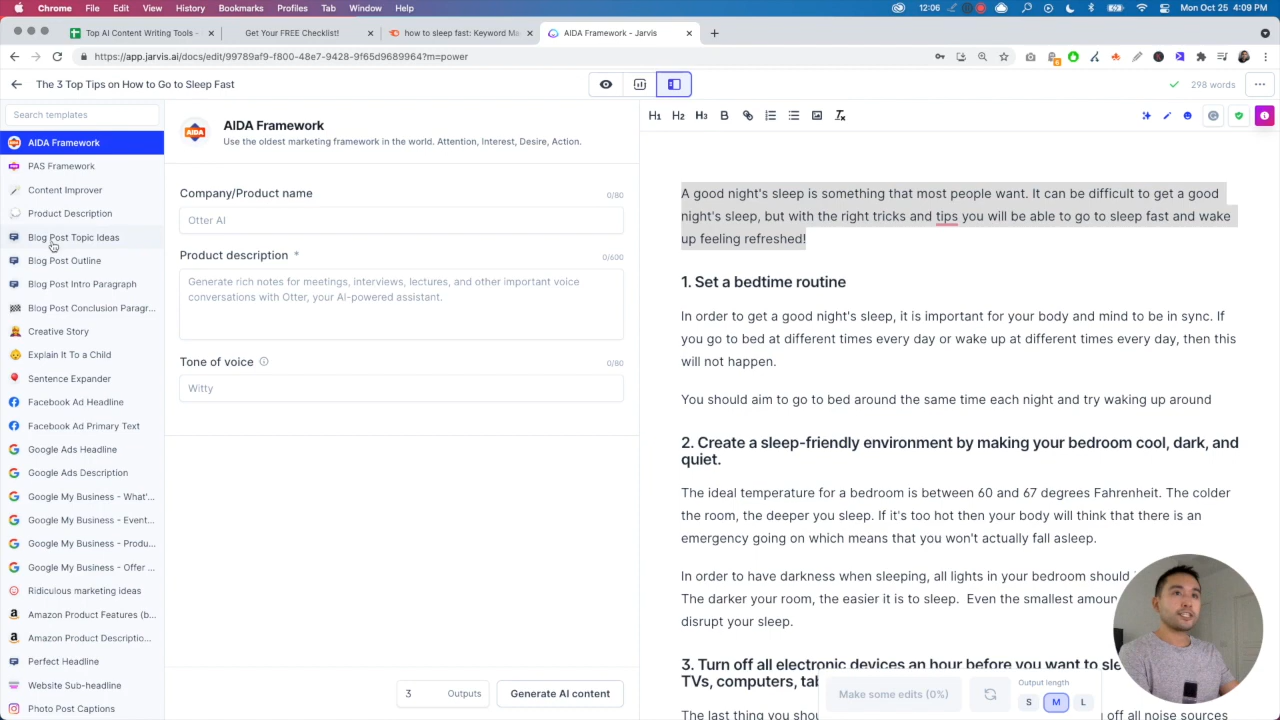 Chrome File Edit View History Bookmarks Profiles Tab Window Help
12:06
Mon Oct 25 4:09 PM
Top AI Content Writing Tools -
Get Your FREE Checklist!
how to sleep fast: Keyword Ma
AIDA Framework - Jarvis
https://app.jarvis.ai/docs/edit/99789af9-f800-48e7-9428-9f64d9689964?m=power
The 3 Top Tips on How to Go to Sleep Fast
298 words
Search templates
AIDA Framework
PAS Framework
Content Improver
Product Description
Blog Post Topic Ideas
Blog Post Outline
Blog Post Intro Paragraph
Blog Post Conclusion Paragr...
Creative Story
Explain It To a Child
Sentence Expander
Facebook Ad Headline
Facebook Ad Primary Text
Google Ads Headline
Google Ads Description
Google My Business - What'...
Google My Business - Event...
Google My Business - Produ...
Google My Business - Offer ...
Ridiculous marketing ideas
Amazon Product Features (b...
Amazon Product Descriptio...
Perfect Headline
Website Sub-headline
Photo Post Captions
AIDA
AIDA Framework
Use the oldest marketing framework in the world. Attention, Interest, Desire, Action.
Company/Product name
0/80
Otter AI
Product description *
0/600
Generate rich notes for meetings, interviews, lectures, and other important voice
conversations with Otter, your AI-powered assistant.
Tone of voice
0/80
Witty
3 Outputs
Generate AI content
H1 H2 H3 B
A good night's sleep is something that most people want. It can be difficult to get a good
night's sleep, but with the right tricks and tips you will be able to go to sleep fast and wake
up feeling refreshed!
1. Set a bedtime routine
In order to get a good night's sleep, it is important for your body and mind to be in sync. If
you go to bed at different times every day or wake up at different times every day, then this
will not happen.
You should aim to go to bed around the same time each night and try waking up around
2. Create a sleep-friendly environment by making your bedroom cool, dark, and
quiet.
The ideal temperature for a bedroom is between 60 and 67 degrees Fahrenheit. The colder
the room, the deeper you sleep. If it's too hot then your body will think that there is an
emergency going on which means that you won't actually fall asleep.
In order to have darkness when sleeping, all lights in your bedroom should
The darker your room, the easier it is to sleep. Even the smallest amoun
disrupt your sleep.
3. Turn off all electronic devices an hour before you want to sle
TVs, computers, tab
The last thing you shou
off all noise sources
Make some edits (0%)
Output length
S M L